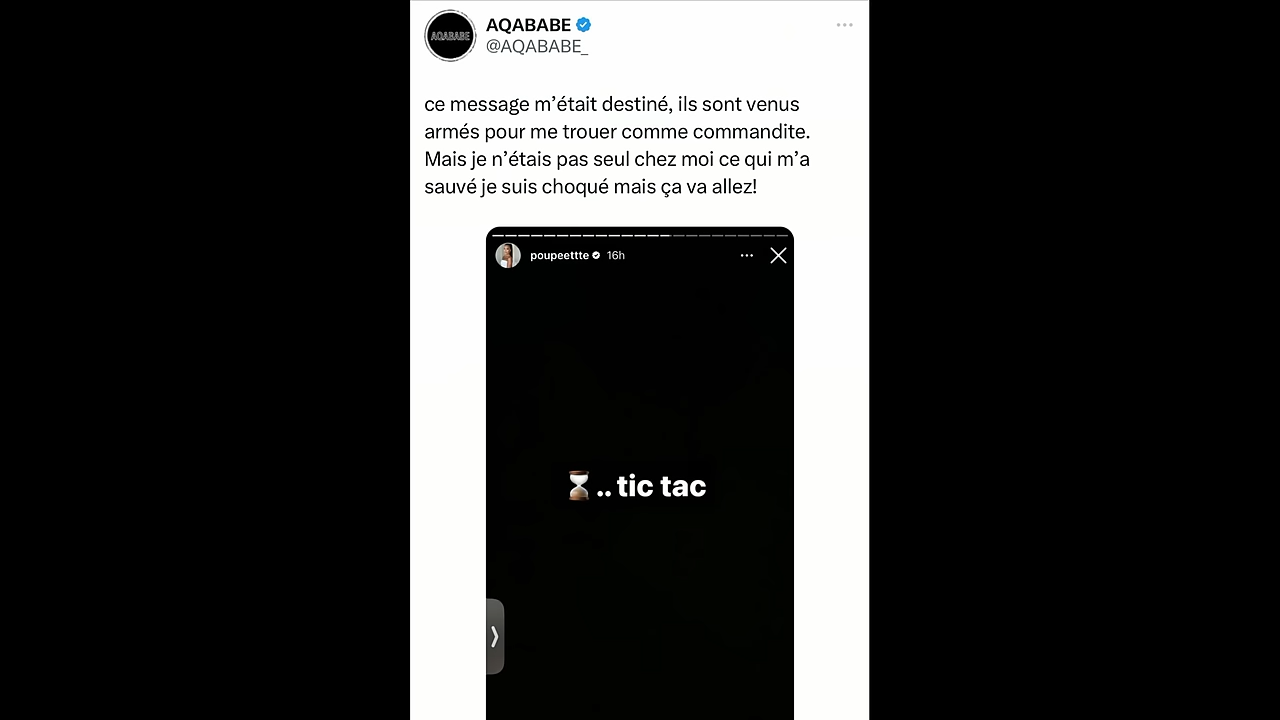 AQABABE
AQABABE
@AQABABE_
ce message m’était destiné, ils sont venus
armés pour me trouer comme commandite.
Mais je n’étais pas seul chez moi ce qui m’a
sauvé je suis choqué mais ça va allez!
poupeettte 16h
⏳.. tic tac